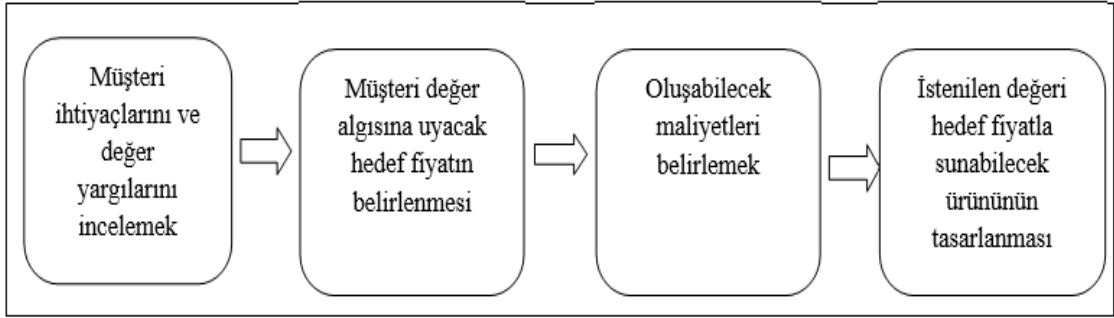 Müşteri
ihtiyaçlarını ve
değer
yargılarını
incelemek
Müşteri değer
algısına uyacak
hedef fiyatın
belirlenmesi
Oluşabilecek
maliyetleri
belirlemek
İstenilen değeri
hedef fiyatla
sunabilecek
ürününün
tasarlanması